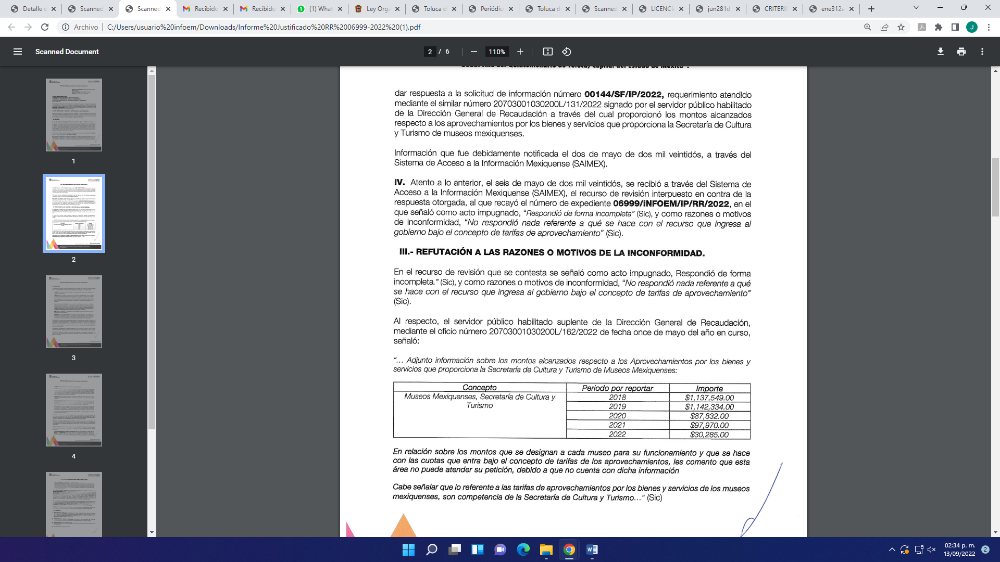 Detalle d
Scanned
Scanned
Recibido
Recibido
(1) What
Ley Orga
Toluca d
Periódic
Toluca d
Scanned
LICENCI
jun281d.
CRITERIO
ene312a
Archivo
C:/Users/usuario%20infoem/Downloads/Informe%20Justificado%20RR%2006999-2022%20(1).pdf
J
Scanned Document
2 / 6
110%
1
2
3
4
dar respuesta a la solicitud de información número 00144/SF/IP/2022, requerimiento atendido
mediante el similar número 20703001030200L/131/2022 signado por el servidor público habilitado
de la Dirección General de Recaudación a través del cual proporcionó los montos alcanzados
respecto a los aprovechamientos por los bienes y servicios que proporciona la Secretaría de Cultura
y Turismo de museos mexiquenses.
Información que fue debidamente notificada el dos de mayo de dos mil veintidós, a través del
Sistema de Acceso a la Información Mexiquense (SAIMEX).
IV. Atento a lo anterior, el seis de mayo de dos mil veintidós, se recibió a través del Sistema de
Acceso a la Información Mexiquense (SAIMEX), el recurso de revisión interpuesto en contra de la
respuesta otorgada, al que recayó el número de expediente 06999/INFOEM/IP/RR/2022, en el
que señaló como acto impugnado, “Respondió de forma incompleta” (Sic), y como razones o motivos
de inconformidad, “No respondió nada referente a qué se hace con el recurso que ingresa al
gobierno bajo el concepto de tarifas de aprovechamiento” (Sic).
III.- REFUTACIÓN A LAS RAZONES O MOTIVOS DE LA INCONFORMIDAD.
En el recurso de revisión que se contesta se señaló como acto impugnado, Respondió de forma
incompleta.” (Sic), y como razones o motivos de inconformidad, “No respondió nada referente a qué
se hace con el recurso que ingresa al gobierno bajo el concepto de tarifas de aprovechamiento”
(Sic).
Al respecto, el servidor público habilitado suplente de la Dirección General de Recaudación,
mediante el oficio número 20703001030200L/162/2022 de fecha once de mayo del año en curso,
señaló:
“... Adjunto información sobre los montos alcanzados respecto a los Aprovechamientos por los bienes y
servicios que proporciona la Secretaría de Cultura y Turismo de Museos Mexiquenses:
Concepto Periodo por reportar Importe
Museos Mexiquenses, Secretaría de Cultura y 2018 $1,137,549.00
Turismo 2019 $1,142,334.00
2020 $87,832.00
2021 $97,970.00
2022 $30,285.00
En relación sobre los montos que se designan a cada museo para su funcionamiento y que se hace
con las cuotas que entra bajo el concepto de tarifas de los aprovechamientos, les comento que esta
área no puede atender su petición, debido a que no cuenta con dicha información
Cabe señalar que lo referente a las tarifas de aprovechamientos por los bienes y servicios de los museos
mexiquenses, son competencia de la Secretaría de Cultura y Turismo...” (Sic)
02:34 p. m.
13/09/2022
2